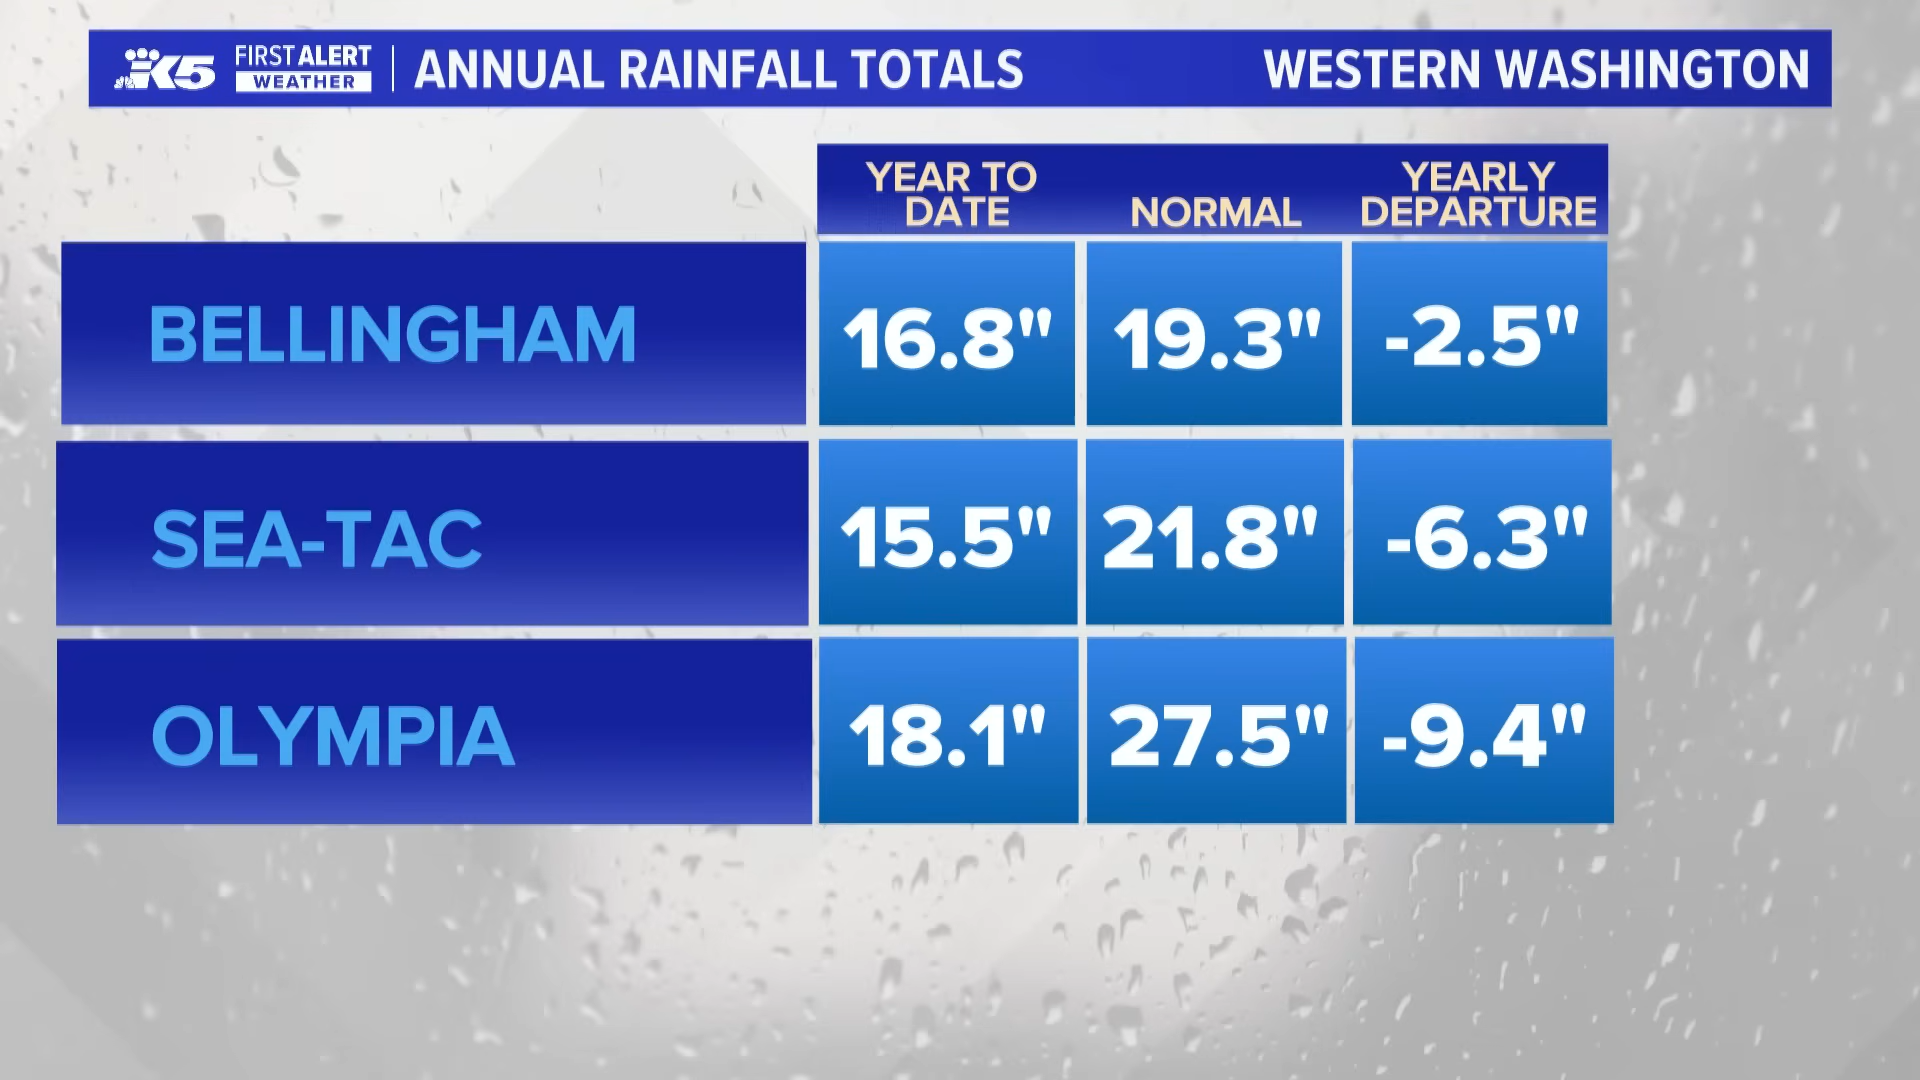 K5 FIRST ALERT WEATHER ANNUAL RAINFALL TOTALS WESTERN WASHINGTON
YEAR TO DATE NORMAL YEARLY DEPARTURE
BELLINGHAM 16.8" 19.3" -2.5"
SEA-TAC 15.5" 21.8" -6.3"
OLYMPIA 18.1" 27.5" -9.4"